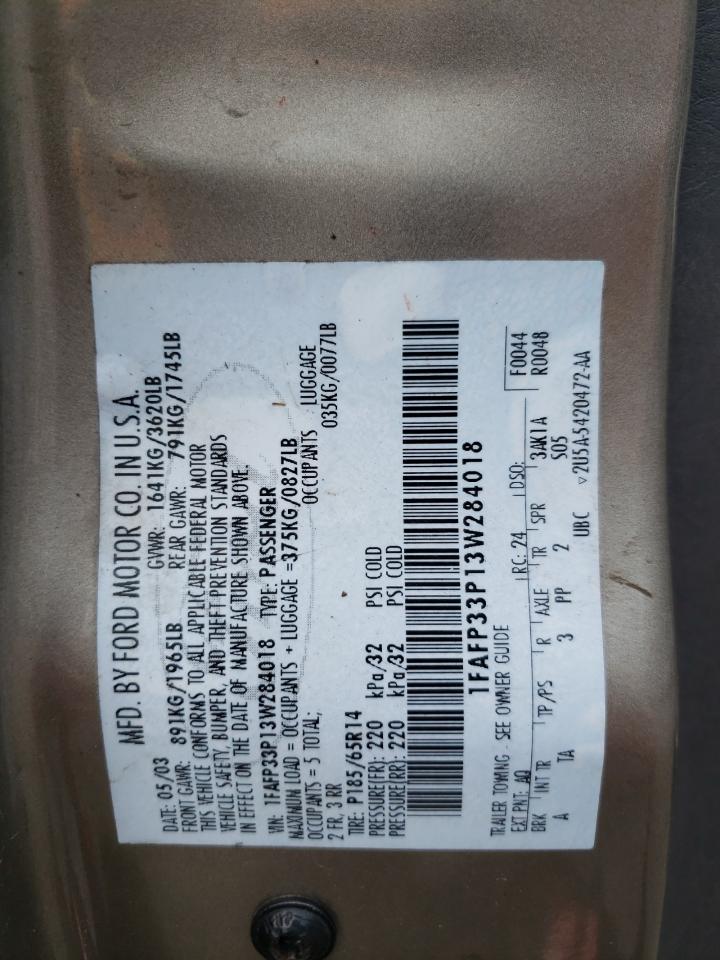 MFD. BY FORD MOTOR CO. IN U.S.A.
DATE: 05/03 GVWR: 1641KG/3620LB
FRONT GAWR: 891KG/1965LB REAR GAWR: 791KG/1745LB
THIS VEHICLE CONFORMS TO ALL APPLICABLE FEDERAL MOTOR
VEHICLE SAFETY, BUMPER, AND THEFT PREVENTION STANDARDS
IN EFFECT ON THE DATE OF MANUFACTURE SHOWN ABOVE.
VIN: 1FAFP33P13W284018 TYPE: PASSENGER
MAXIMUM LOAD = OCCUPANTS + LUGGAGE = 375KG/0827LB
OCCUPANTS = 5 TOTAL; OCCUPANTS LUGGAGE
2 FR, 3 RR 035KG/0077LB
TIRE: P185/65R14
PRESSURE(FR): 220 kPa/32 PSI COLD
PRESSURE(RR): 220 kPa/32 PSI COLD
1FAFP33P13W284018
TRAILER TOWING - SEE OWNER GUIDE F0044
EXT PNT: AQ RC: 24 DSO: R0048
BRK INT TR TP/PS R AXLE TR SPR 3AK1A
A TA 3 PP 2 S05
UBC ▽2U5A-5420472-AA